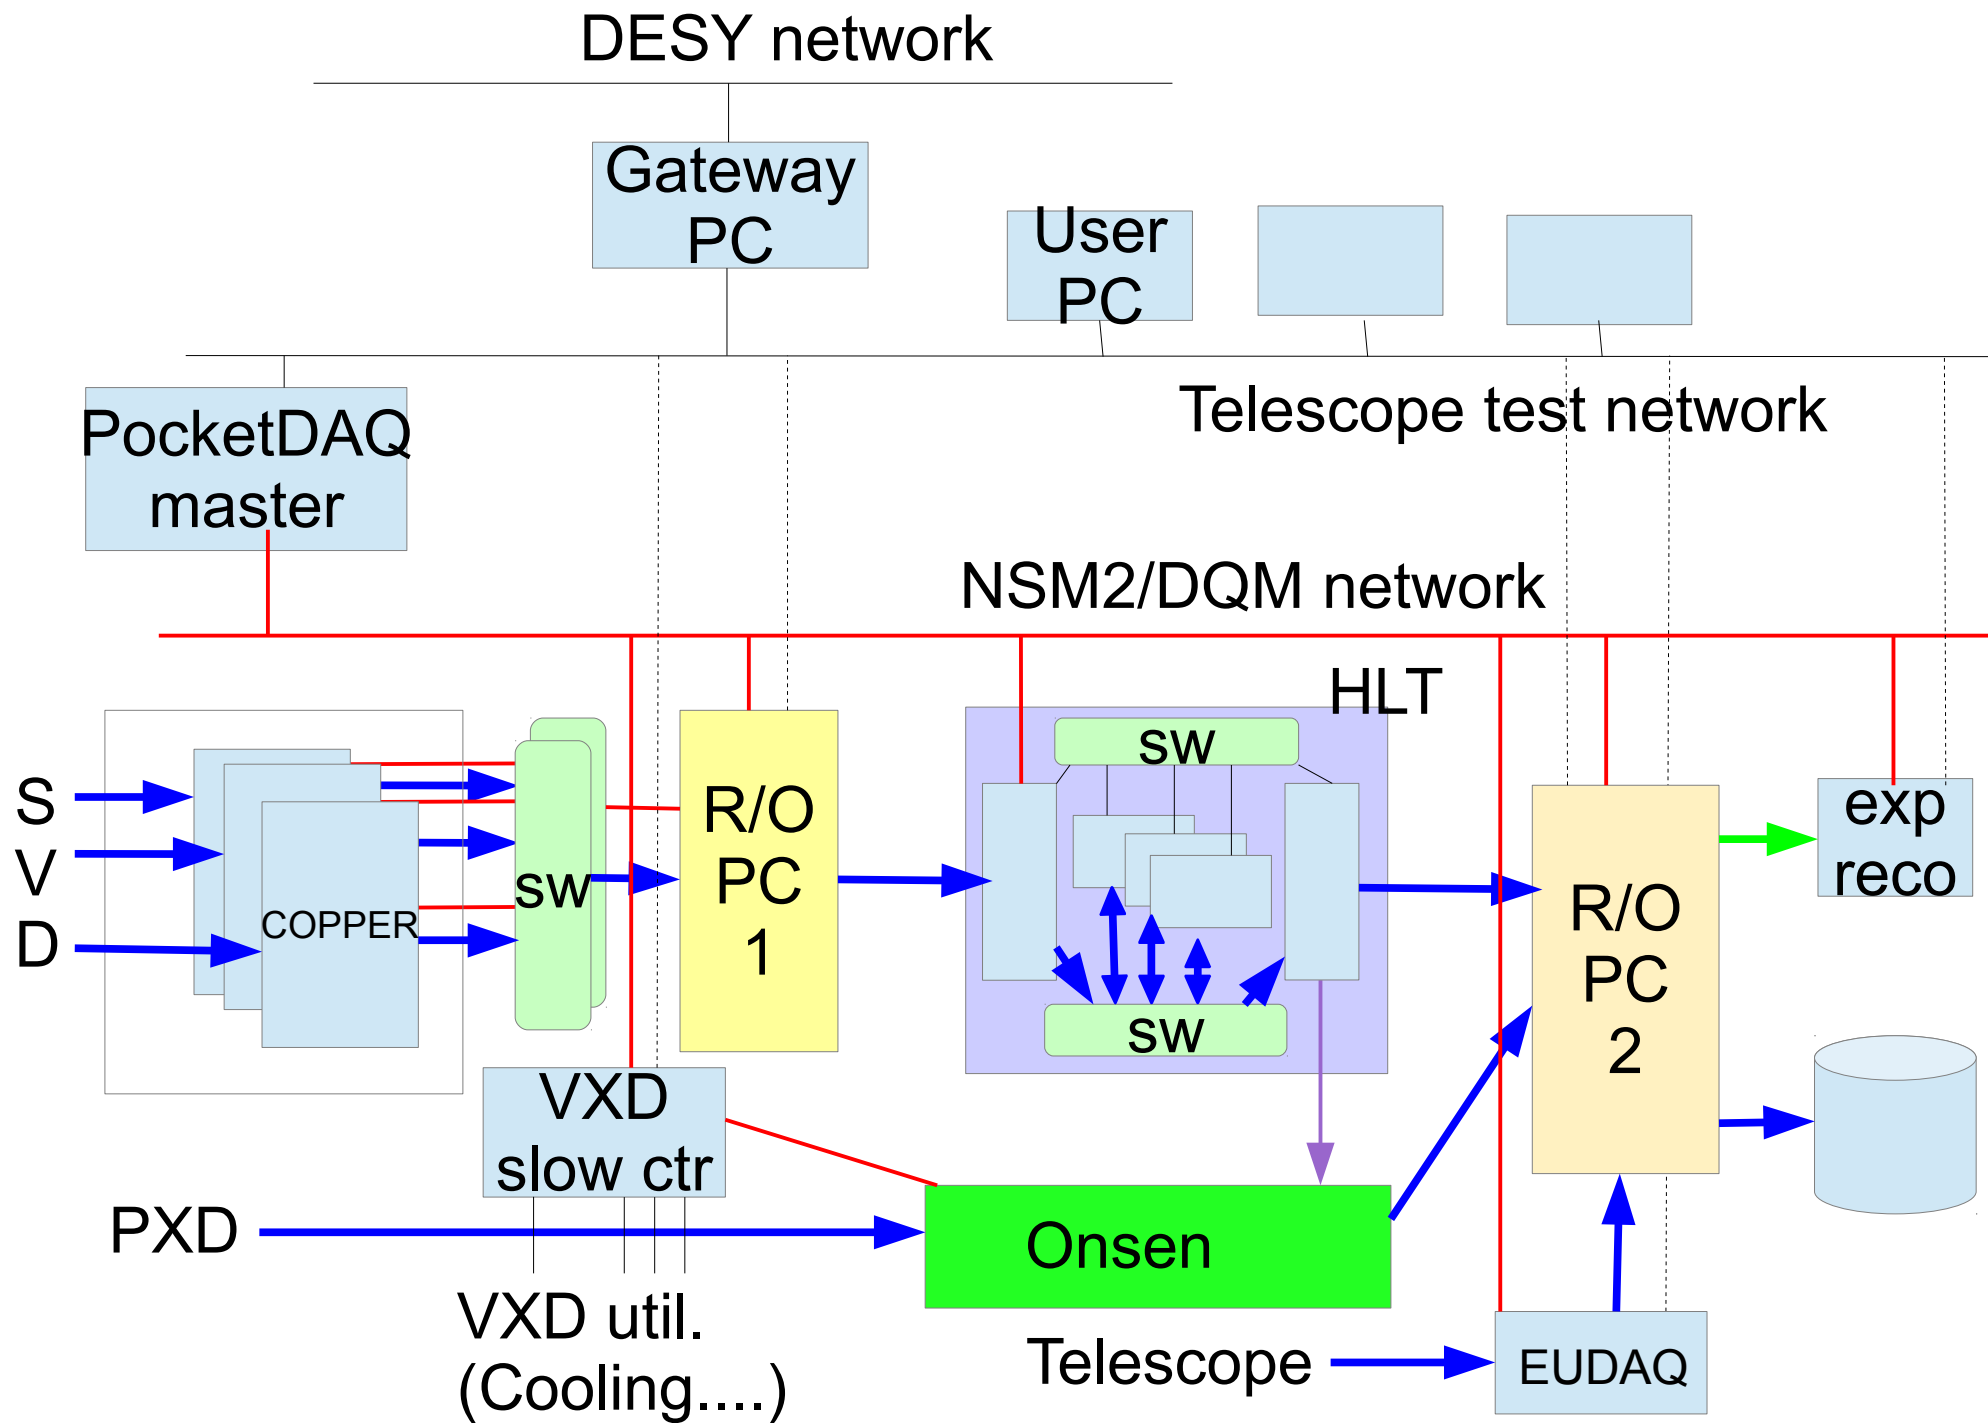 DESY network
Gateway
PC
User
PC
Telescope test network
PocketDAQ
master
NSM2/DQM network
HLT
sw
S
V
D
COPPER
sw
R/O
PC
1
sw
R/O
PC
2
exp
reco
VXD
slow ctr
PXD
Onsen
VXD util.
(Cooling....)
Telescope
EUDAQ